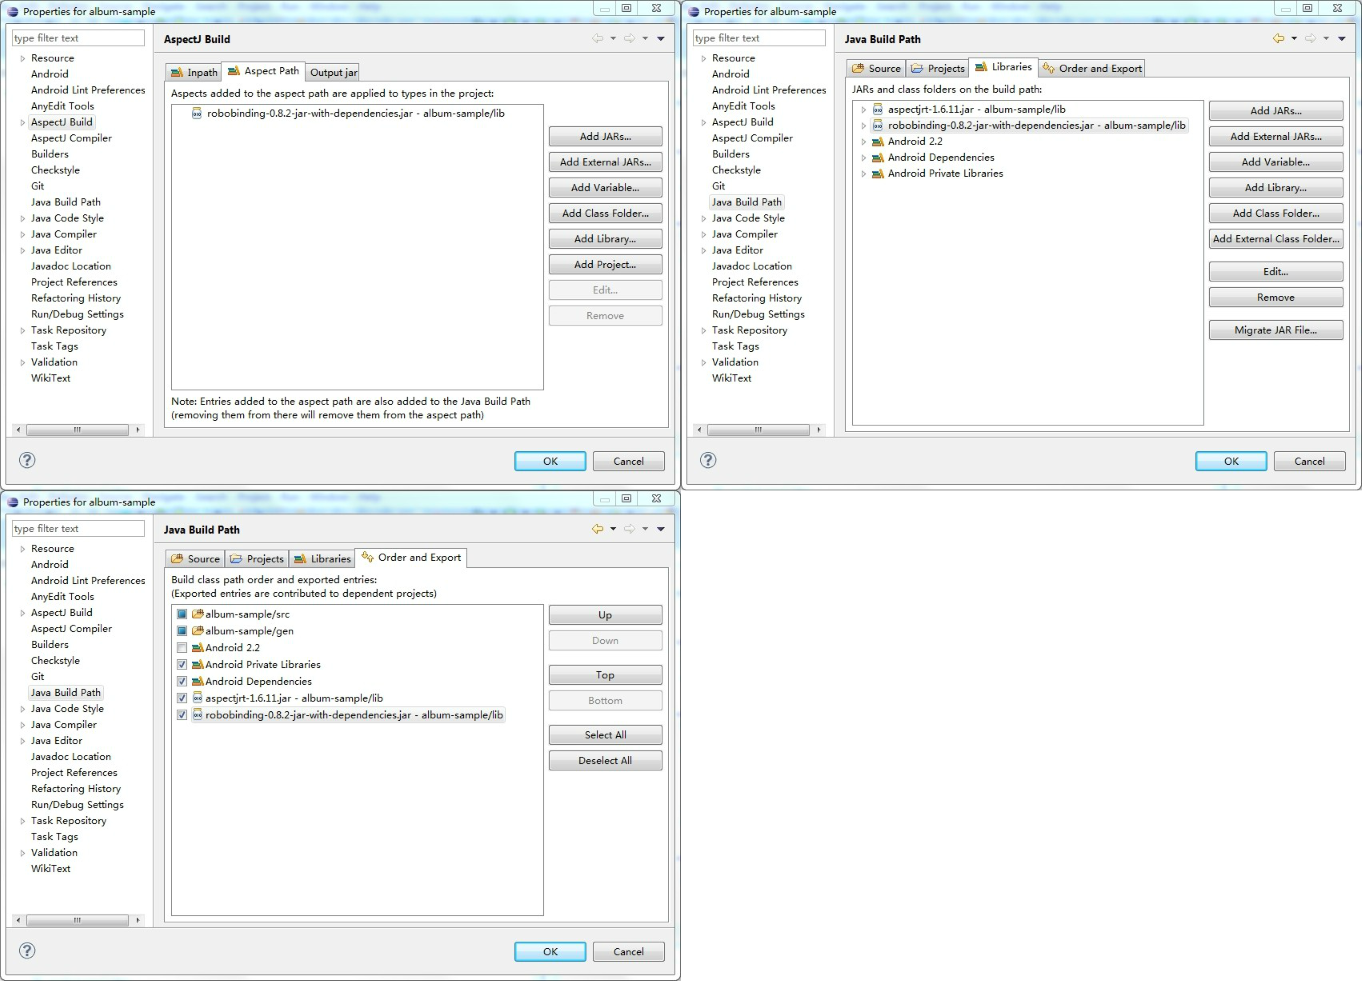 Properties for album-sample
type filter text
Resource
Android
Android Lint Preferences
AnyEdit Tools
AspectJ Build
AspectJ Compiler
Builders
Checkstyle
Git
Java Build Path
Java Code Style
Java Compiler
Java Editor
Javadoc Location
Project References
Refactoring History
Run/Debug Settings
Task Repository
Task Tags
Validation
WikiText
AspectJ Build
Inpath Aspect Path Output jar
Aspects added to the aspect path are applied to types in the project:
robobinding-0.8.2-jar-with-dependencies.jar - album-sample/lib
Add JARs...
Add External JARs...
Add Variable...
Add Class Folder...
Add Library...
Add Project...
Edit...
Remove
Note: Entries added to the aspect path are also added to the Java Build Path
(removing them from there will remove them from the aspect path)
OK Cancel
Properties for album-sample
type filter text
Resource
Android
Android Lint Preferences
AnyEdit Tools
AspectJ Build
AspectJ Compiler
Builders
Checkstyle
Git
Java Build Path
Java Code Style
Java Compiler
Java Editor
Javadoc Location
Project References
Refactoring History
Run/Debug Settings
Task Repository
Task Tags
Validation
WikiText
Java Build Path
Source Projects Libraries Order and Export
JARs and class folders on the build path:
aspectjrt-1.6.11.jar - album-sample/lib
robobinding-0.8.2-jar-with-dependencies.jar - album-sample/lib
Android 2.2
Android Dependencies
Android Private Libraries
Add JARs...
Add External JARs...
Add Variable...
Add Library...
Add Class Folder...
Add External Class Folder...
Edit...
Remove
Migrate JAR File...
OK Cancel
Properties for album-sample
type filter text
Resource
Android
Android Lint Preferences
AnyEdit Tools
AspectJ Build
AspectJ Compiler
Builders
Checkstyle
Git
Java Build Path
Java Code Style
Java Compiler
Java Editor
Javadoc Location
Project References
Refactoring History
Run/Debug Settings
Task Repository
Task Tags
Validation
WikiText
Java Build Path
Source Projects Libraries Order and Export
Build class path order and exported entries:
(Exported entries are contributed to dependent projects)
album-sample/src
album-sample/gen
Android 2.2
Android Private Libraries
Android Dependencies
aspectjrt-1.6.11.jar - album-sample/lib
robobinding-0.8.2-jar-with-dependencies.jar - album-sample/lib
Up
Down
Top
Bottom
Select All
Deselect All
OK Cancel